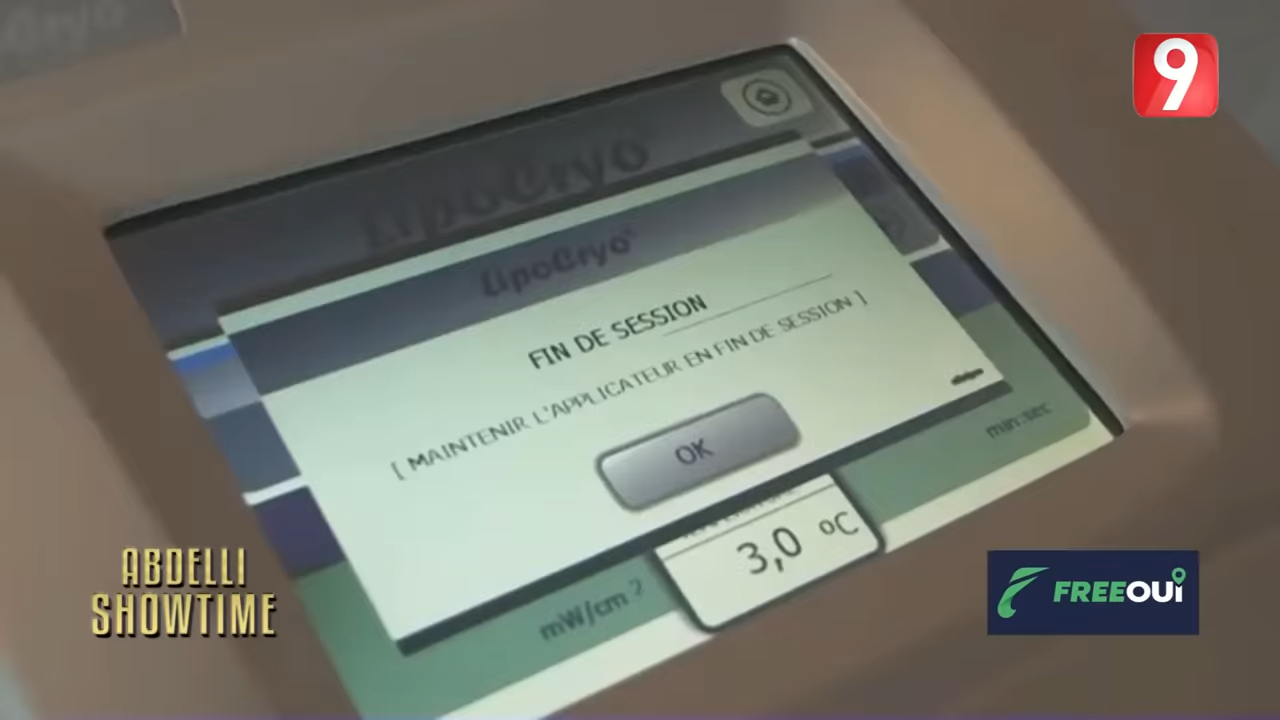 9
LipoCryo
LipoCryo®
FIN DE SESSION
[ MAINTENIR L'APPLICATEUR EN FIN DE SESSION ]
OK
min:sec
3,0 ºC
mW/cm²
ABDELLI
SHOWTIME
FREEOUI